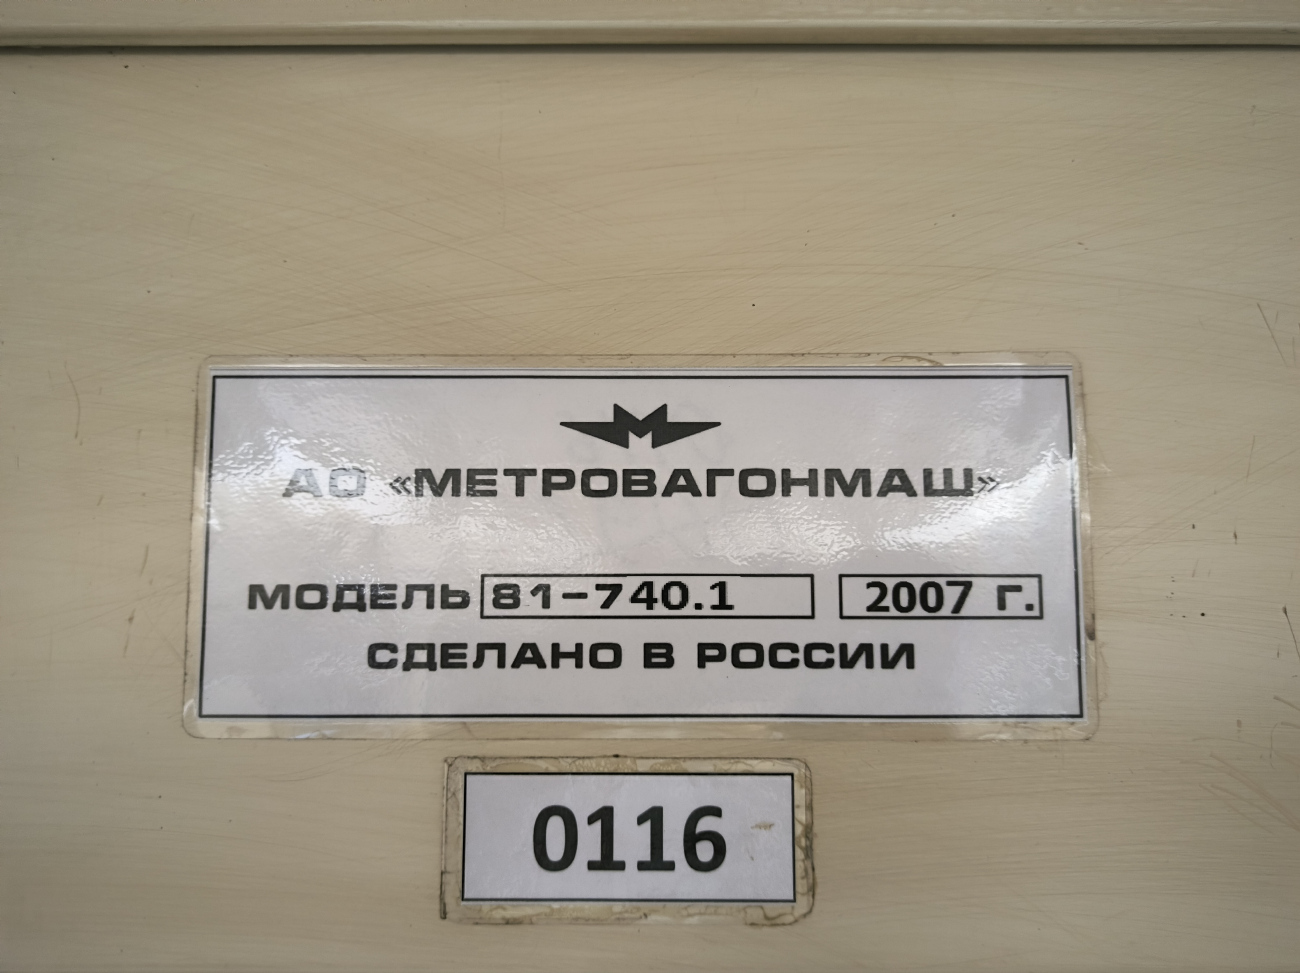 АО «МЕТРОВАГОНМАШ»
МОДЕЛЬ 81-740.1 2007 г.
СДЕЛАНО В РОССИИ
0116